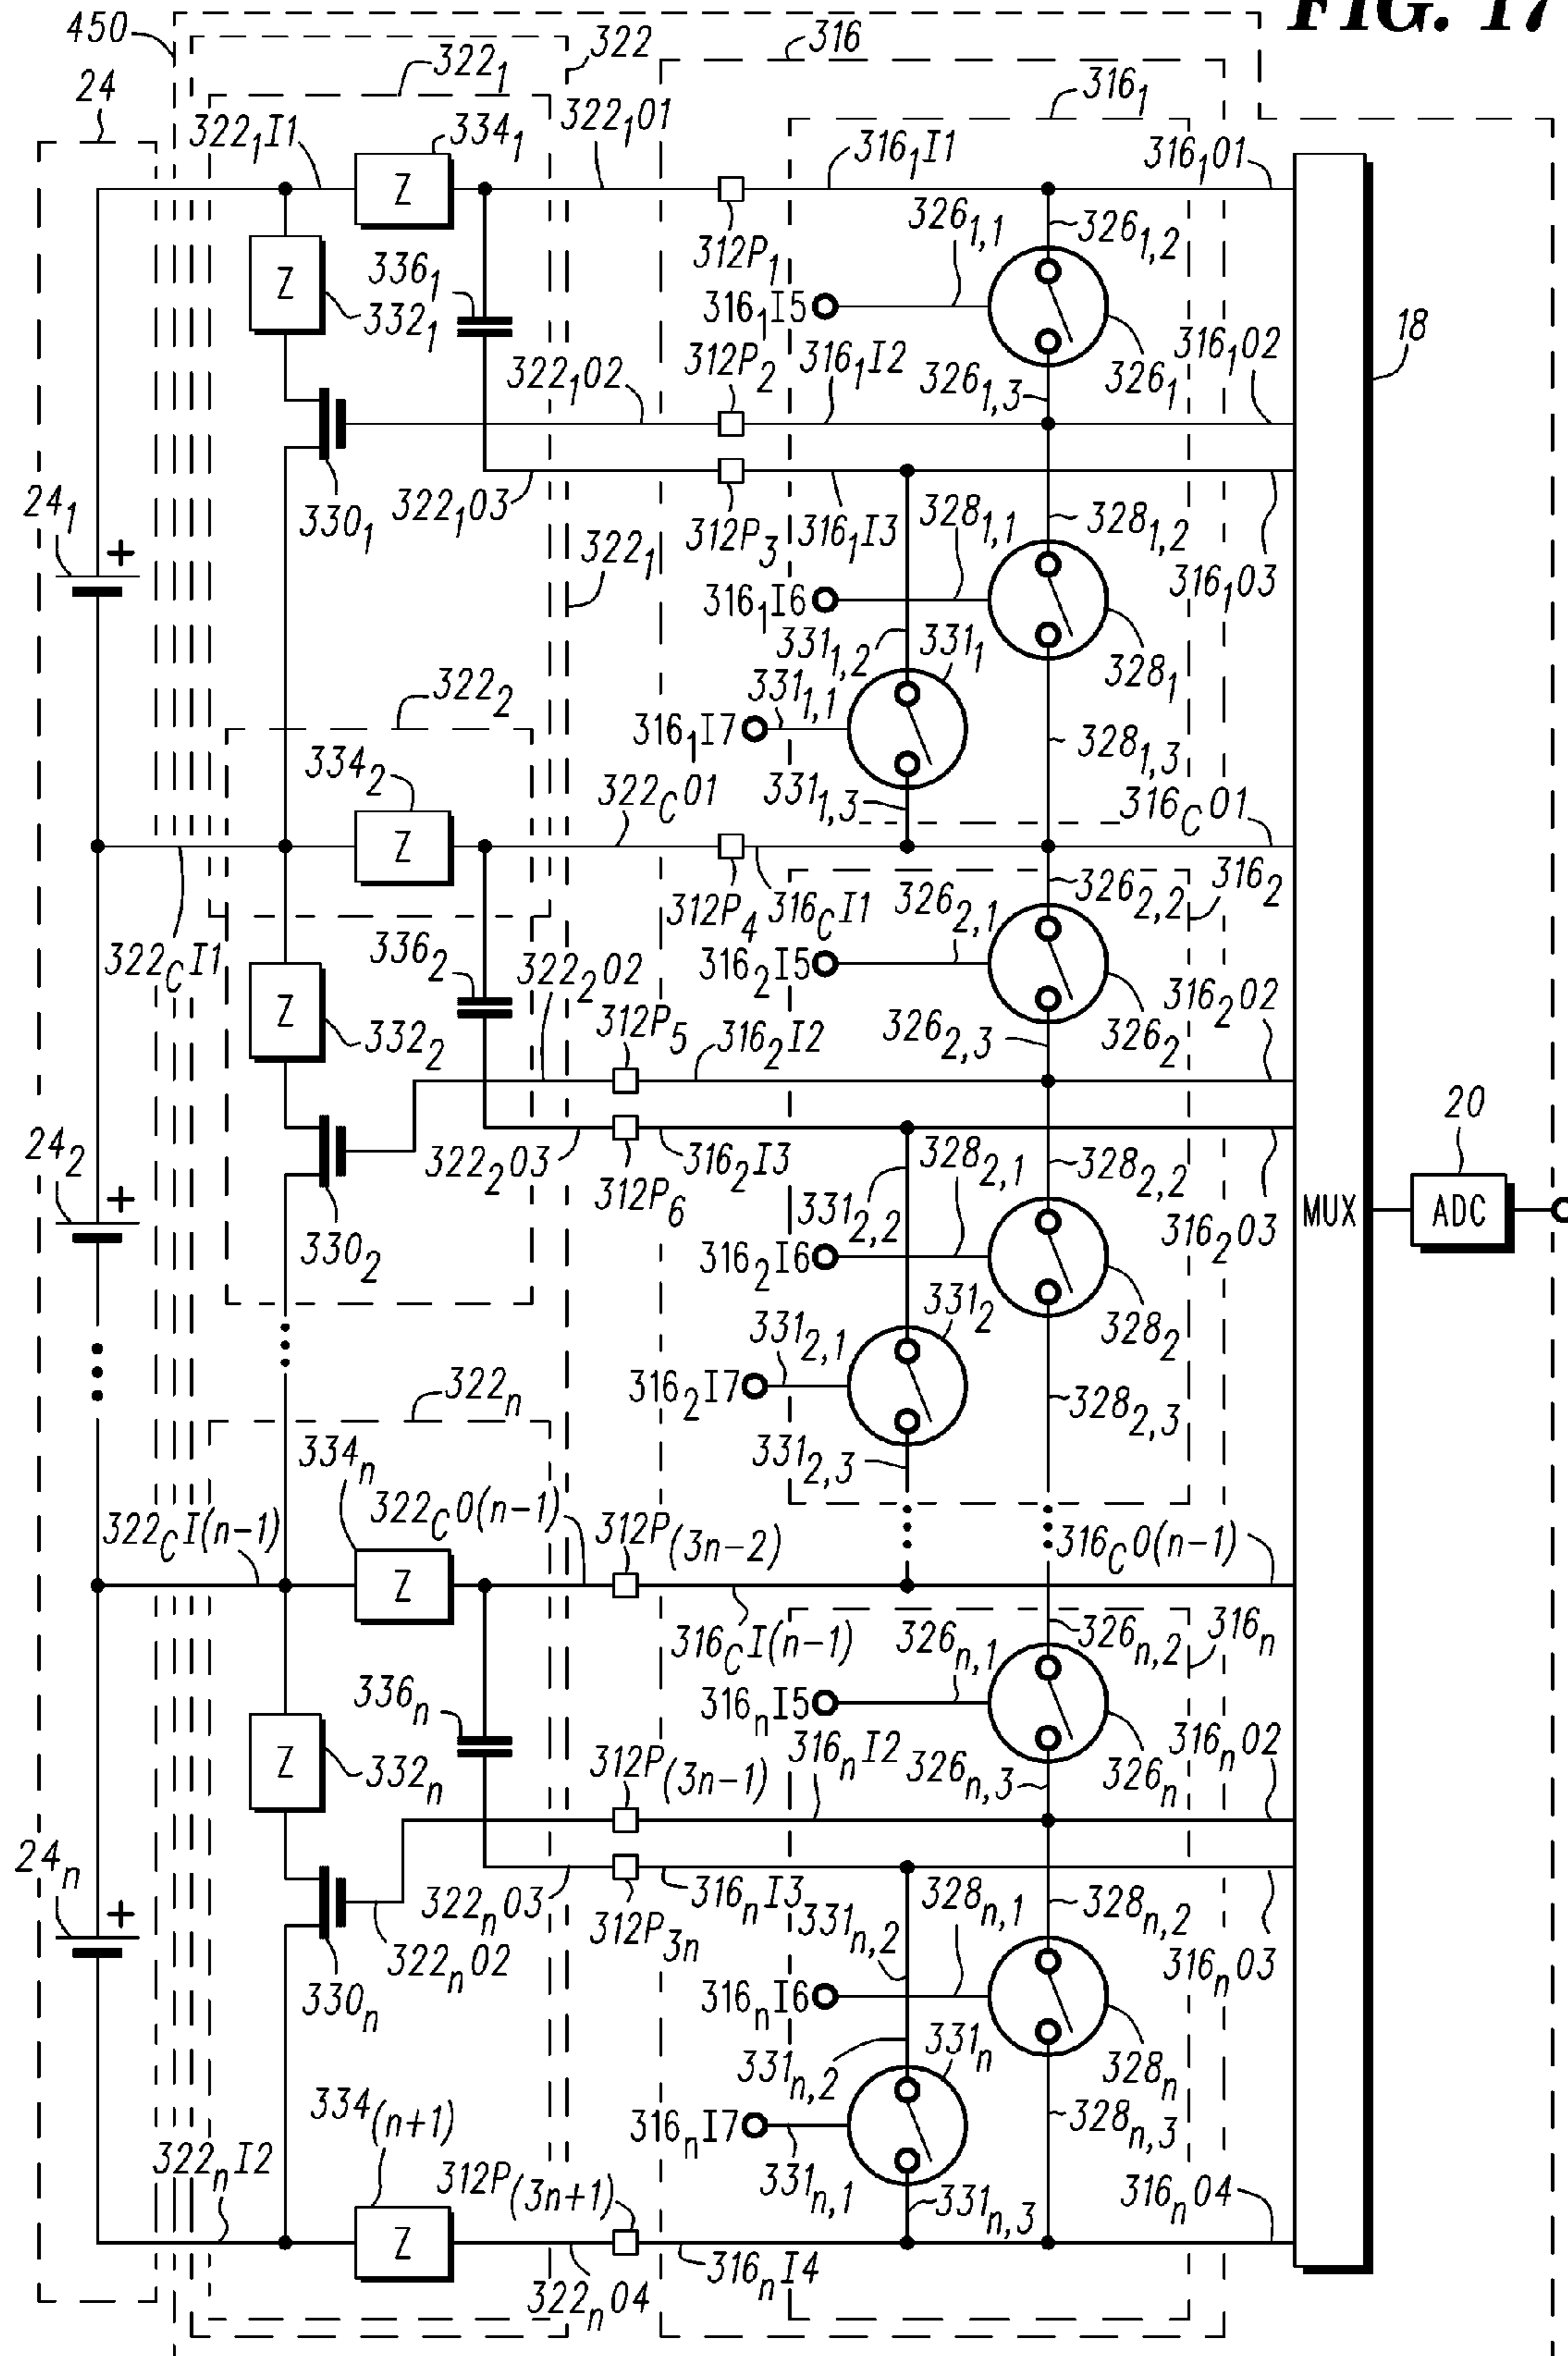 FIG. 17
450
322
316
24
322₁
316₁
322₁I1
334₁
322₁01
316₁I1
316₁01
Z
312P₁
326₁,₁
326₁,₂
Z
336₁
332₁
316₁I5
18
312P₂
316₁I2
316₁02
322₁02
326₁,₃
326₁
24₁
+
330₁
322₁03
312P₃
316₁I3
328₁,₁
328₁,₂
322₁
316₁03
316₁I6
331₁,₂
331₁
328₁
322₂
331₁,₁
316₁I7
328₁,₃
334₂
322C01
331₁,₃
316C01
Z
312P₄
316CI1
326₂,₁
326₂,₂
316₂
322CI1
336₂
322₂02
316₂I5
Z
332₂
312P₅
316₂I2
326₂,₃
326₂
316₂02
20
24₂
+
322₂03
316₂I3
328₂,₁
328₂,₂
312P₆
331₂,₂
316₂03
MUX
ADC
330₂
316₂I6
331₂
328₂
331₂,₁
316₂I7
322ₙ
328₂,₃
334ₙ
331₂,₃
322CI(n-1)
322C0(n-1)
312P(3n-2)
316C0(n-1)
Z
316CI(n-1)
326ₙ,₁
326ₙ,₂
316ₙ
336ₙ
316ₙI5
Z
332ₙ
312P(3n-1)
316ₙI2
326ₙ,₃
326ₙ
316ₙ02
24ₙ
+
322ₙ03
316ₙI3
328ₙ,₁
328ₙ,₂
312P₃ₙ
331ₙ,₂
316ₙ03
322ₙ02
330ₙ
316ₙI6
331ₙ,₂
331ₙ
328ₙ
334(n+1)
316ₙI7
328ₙ,₃
322ₙI2
312P(3n+1)
331ₙ,₁
331ₙ,₃
316ₙ04
Z
316ₙI4
322ₙ04